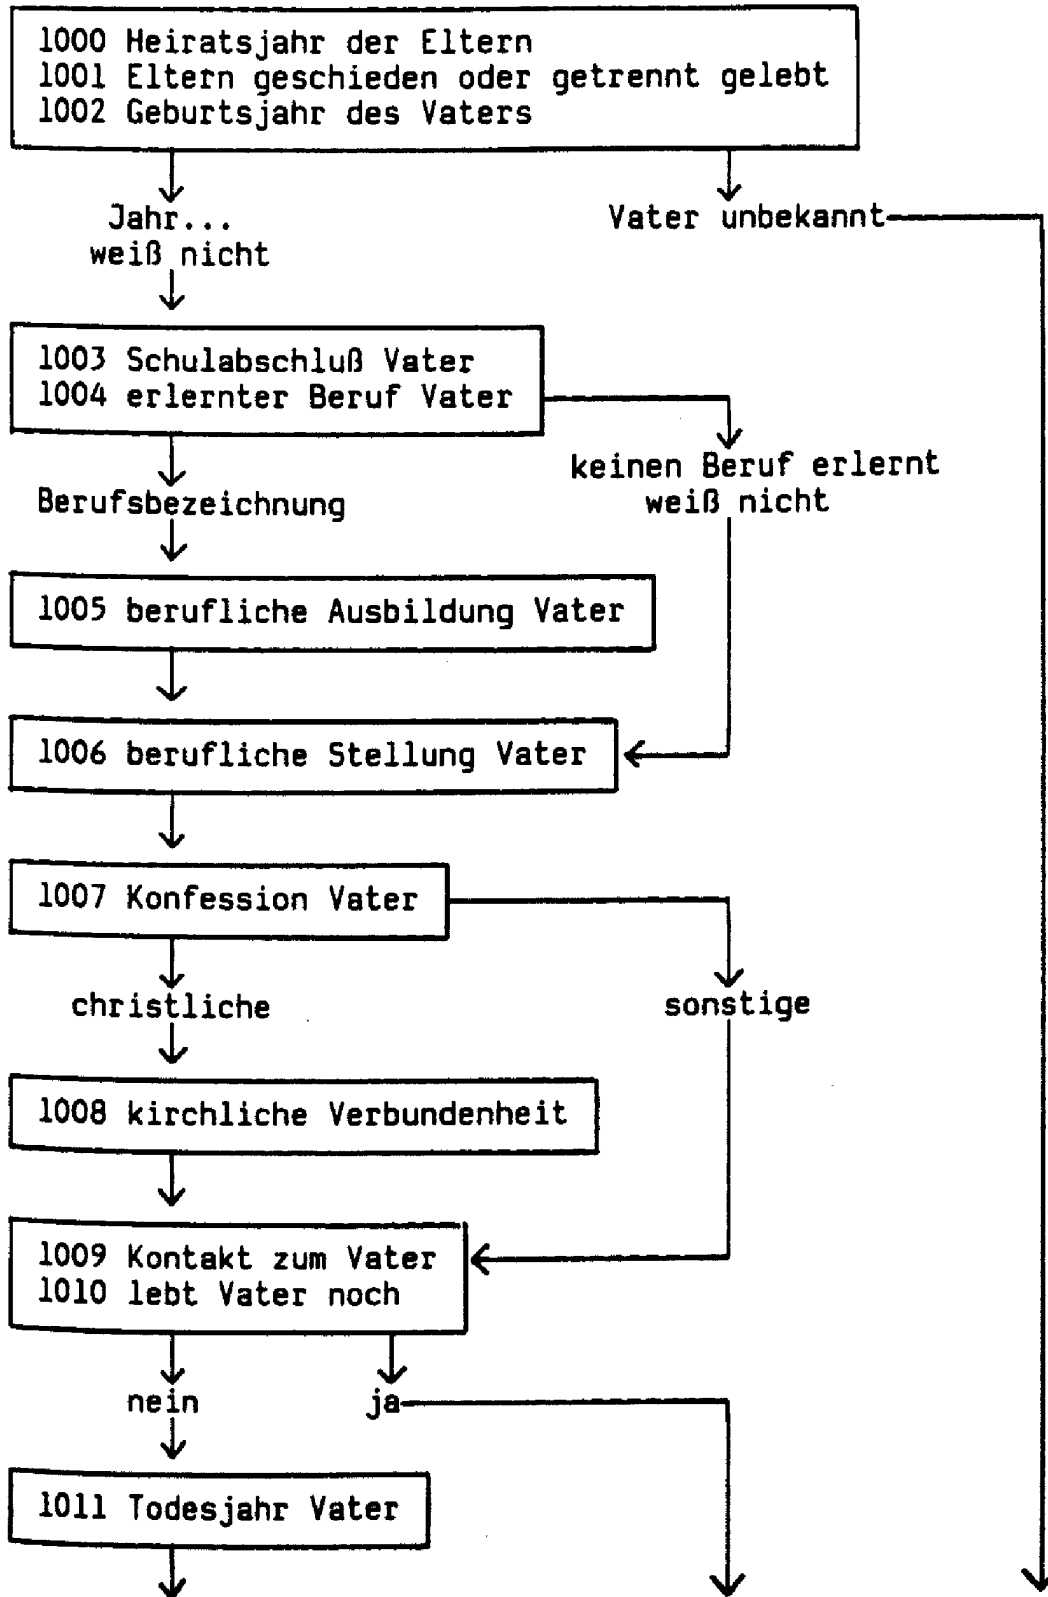 1000 Heiratsjahr der Eltern
1001 Eltern geschieden oder getrennt gelebt
1002 Geburtsjahr des Vaters
Jahr...
weiß nicht
Vater unbekannt
1003 Schulabschluß Vater
1004 erlernter Beruf Vater
keinen Beruf erlernt
weiß nicht
Berufsbezeichnung
1005 berufliche Ausbildung Vater
1006 berufliche Stellung Vater
1007 Konfession Vater
christliche
sonstige
1008 kirchliche Verbundenheit
1009 Kontakt zum Vater
1010 lebt Vater noch
nein
ja
1011 Todesjahr Vater